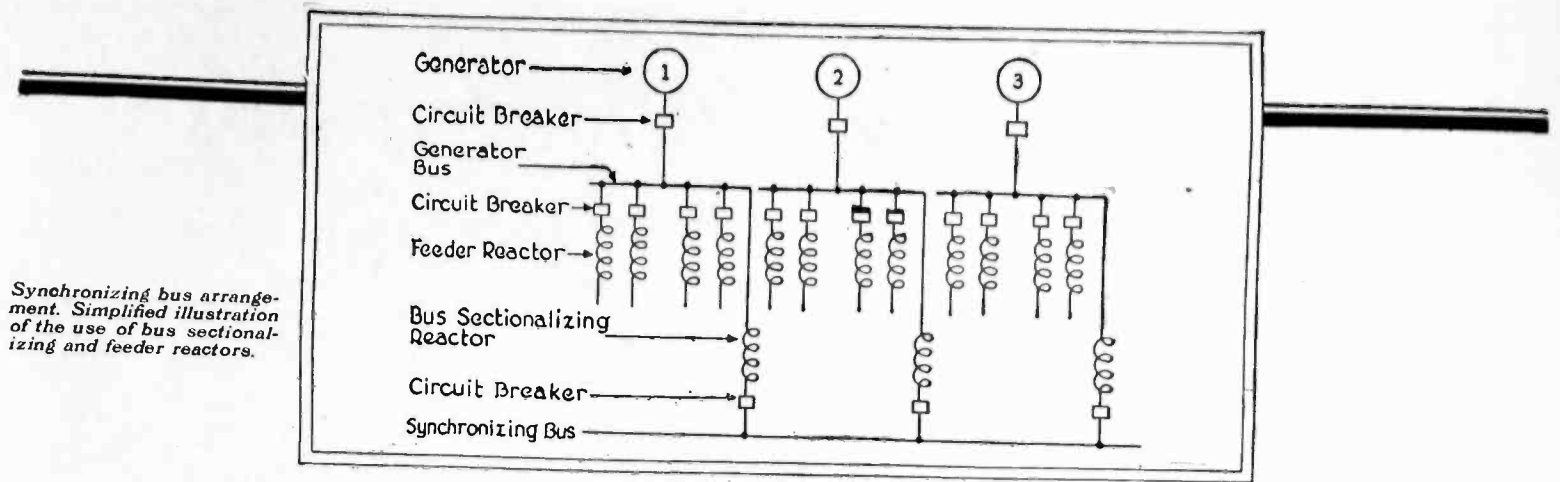 Generator
1
2
3
Circuit Breaker
Generator
Bus
Circuit Breaker
Feeder Reactor
Synchronizing bus arrange-
ment. Simplified illustration
of the use of bus sectional-
izing and feeder reactors.
Bus Sectionalizing
Reactor
Circuit Breaker
Synchronizing Bus